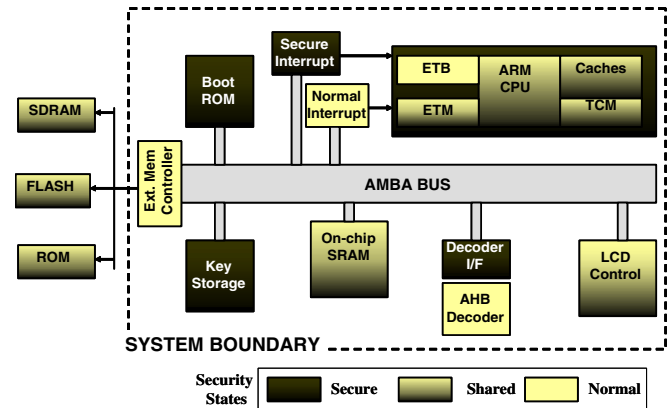 Secure
Interrupt
Boot
ROM
Normal
Interrupt
ETB
ETM
ARM
CPU
Caches
TCM
SDRAM
FLASH
ROM
Ext. Mem
Controller
AMBA BUS
Key
Storage
On-chip
SRAM
Decoder
I/F
AHB
Decoder
LCD
Control
SYSTEM BOUNDARY
Security
States
Secure
Shared
Normal